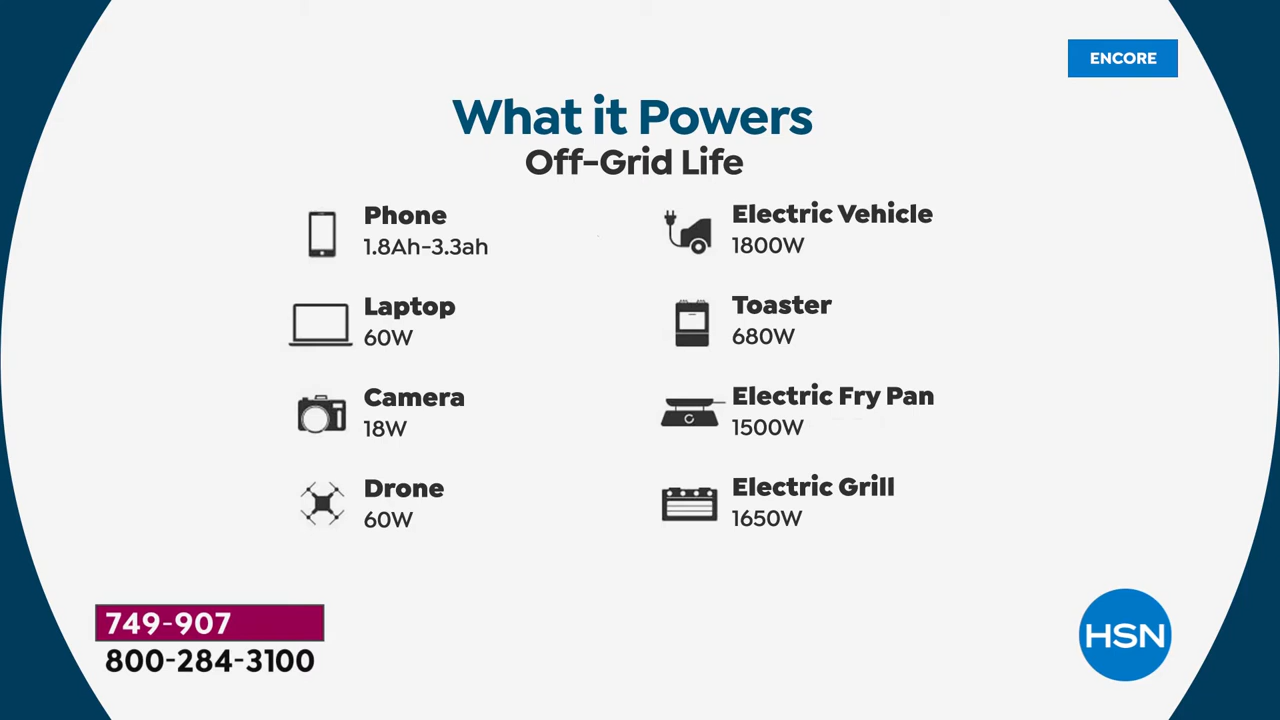 ENCORE
What it Powers
Off-Grid Life
Phone
1.8Ah-3.3ah
Laptop
60W
Camera
18W
Drone
60W
Electric Vehicle
1800W
Toaster
680W
Electric Fry Pan
1500W
Electric Grill
1650W
749-907
800-284-3100
HSN